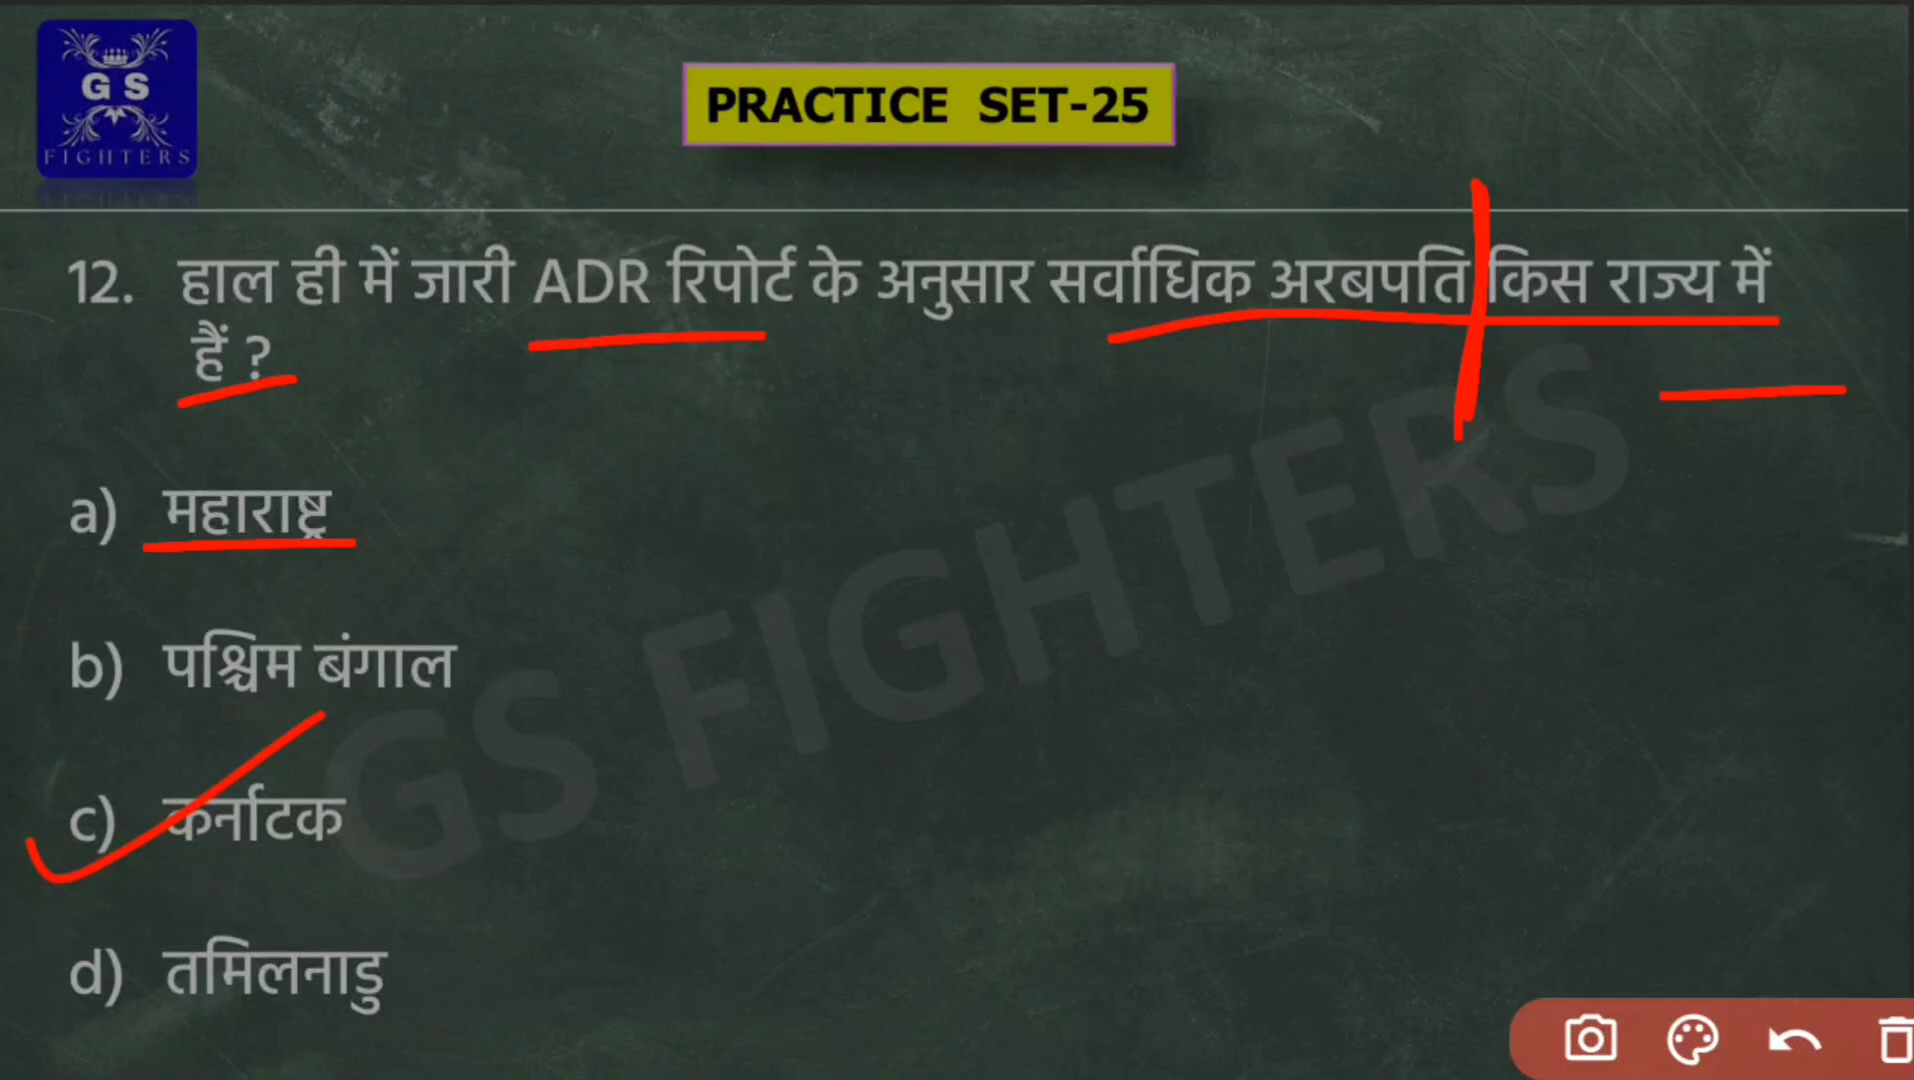 G S
FIGHTERS
PRACTICE SET-25
12. हाल ही में जारी ADR रिपोर्ट के अनुसार सर्वाधिक अरबपति किस राज्य में
हैं ?
a) महाराष्ट्र
b) पश्चिम बंगाल
c) कर्नाटक
d) तमिलनाडु
GS FIGHTERS